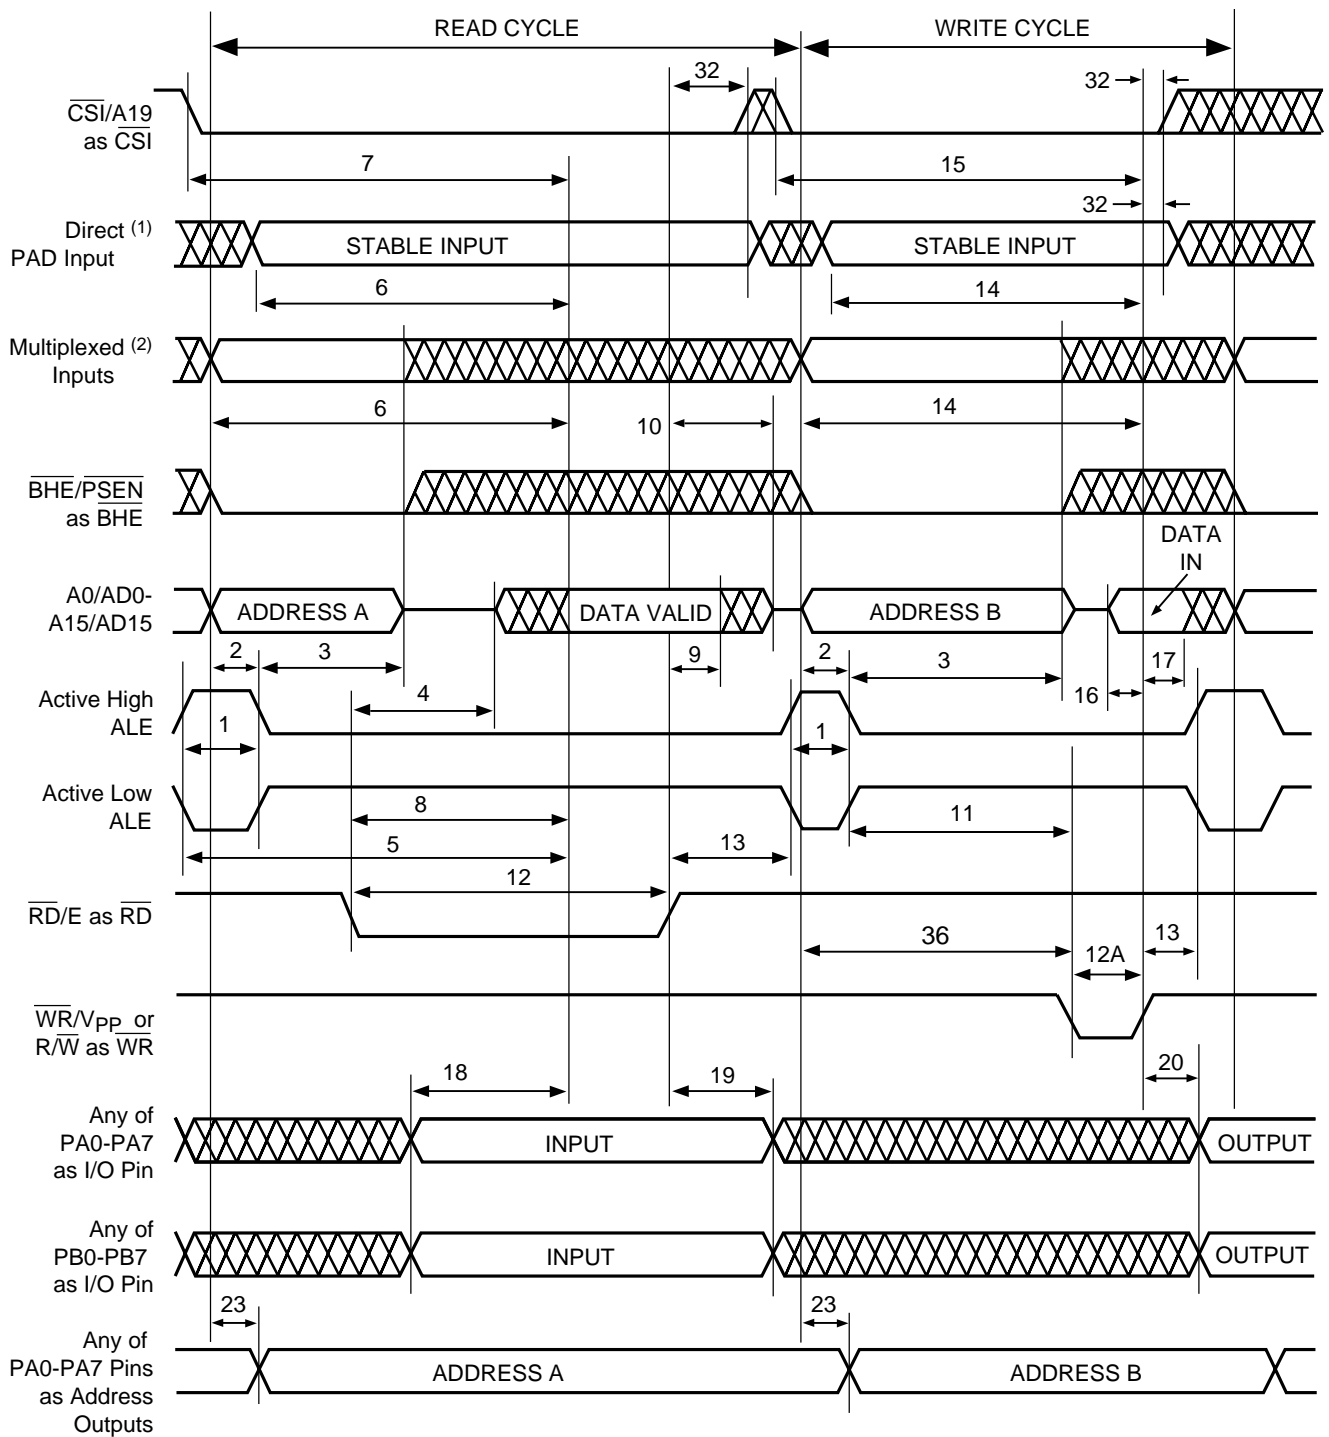 READ CYCLE
WRITE CYCLE
32
32
CSI/A19
as CSI
7
15
32
Direct (1)
PAD Input
STABLE INPUT
STABLE INPUT
6
14
Multiplexed (2)
Inputs
6
10
14
BHE/PSEN
as BHE
DATA
IN
A0/AD0-
A15/AD15
ADDRESS A
DATA VALID
ADDRESS B
2
3
9
2
3
17
4
16
Active High
ALE
1
1
Active Low
ALE
8
11
5
13
12
RD/E as RD
36
12A
13
WR/VPP or
R/W as WR
18
19
20
Any of
PA0-PA7
as I/O Pin
INPUT
OUTPUT
Any of
PB0-PB7
as I/O Pin
INPUT
OUTPUT
23
23
Any of
PA0-PA7 Pins
as Address
Outputs
ADDRESS A
ADDRESS B